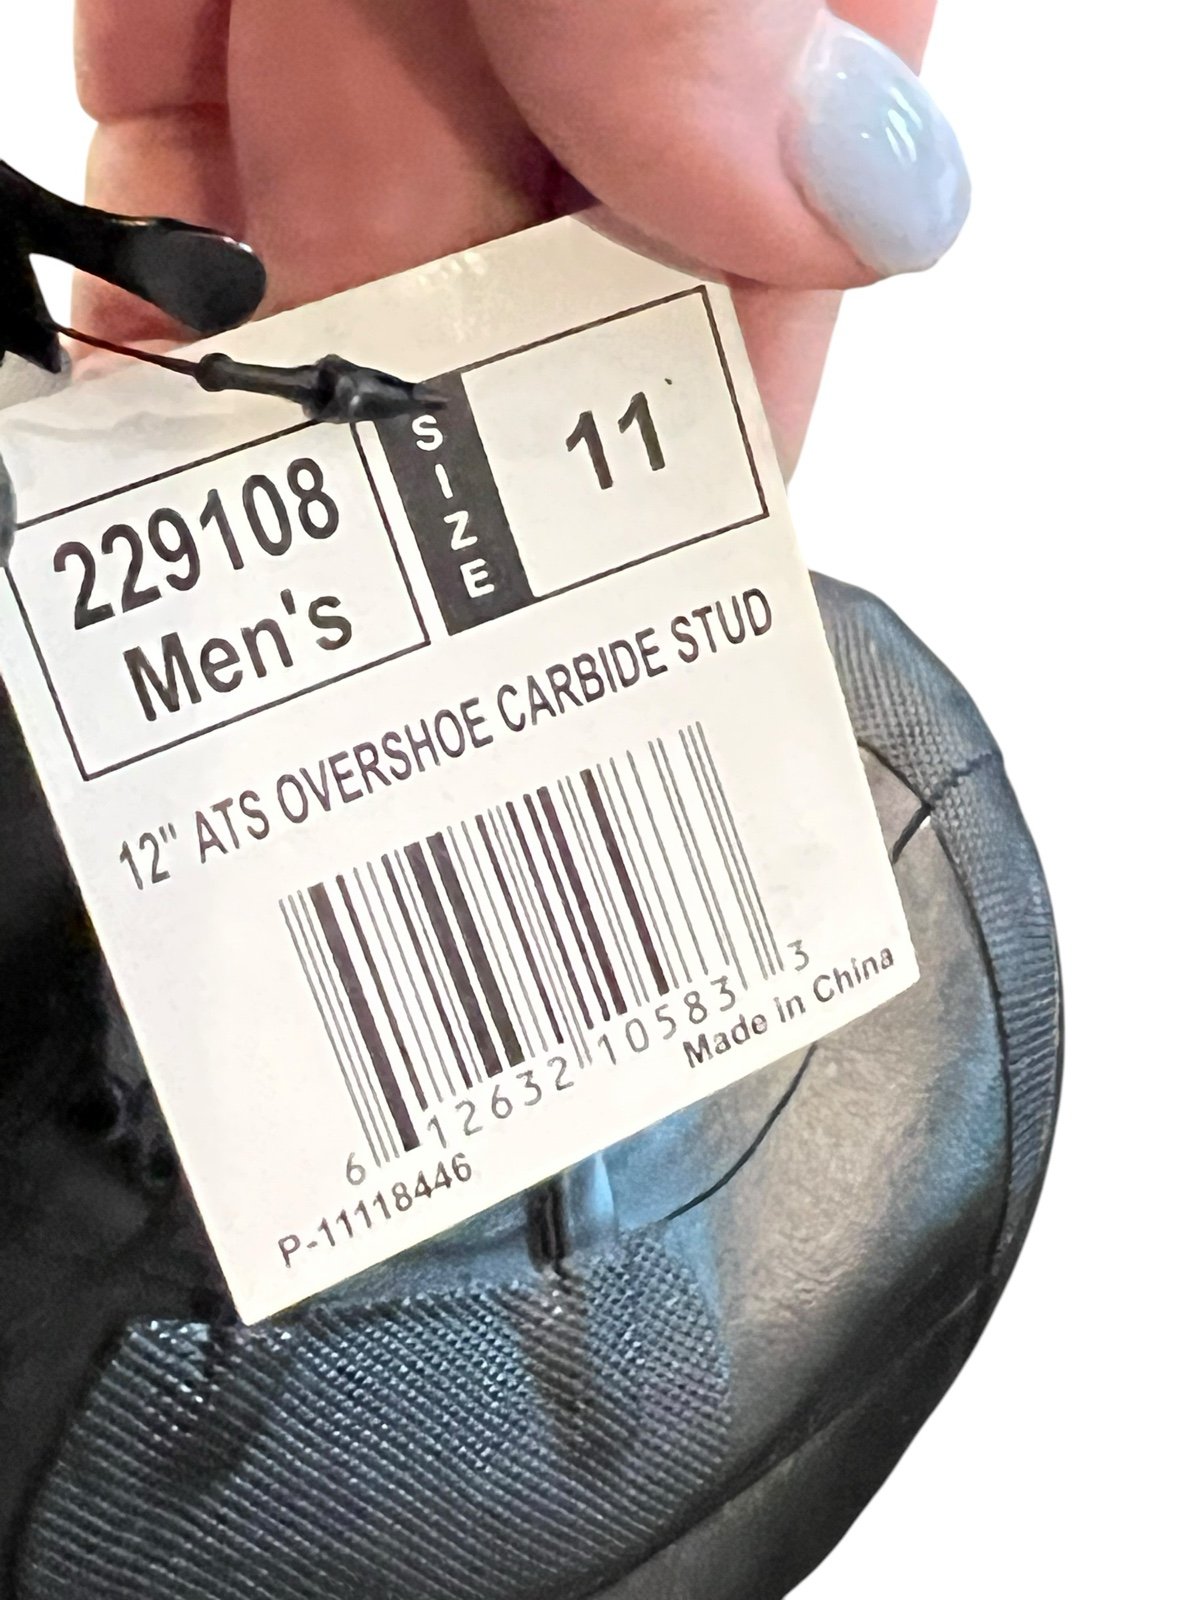 229108
Men's
SIZE
11
12" ATS OVERSHOE CARBIDE STUD
6 12632 10583 3
Made in China
P-11118446